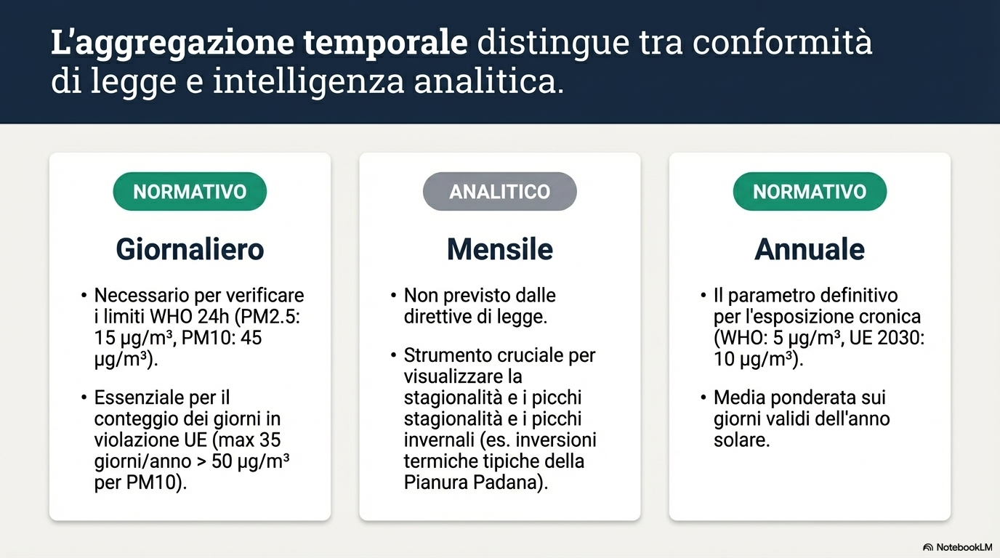 L’aggregazione temporale distingue tra conformità
di legge e intelligenza analitica.
NORMATIVO
Giornaliero
• Necessario per verificare
i limiti WHO 24h (PM2.5:
15 µg/m³, PM10: 45
µg/m³).
• Essenziale per il
conteggio dei giorni in
violazione UE (max 35
giorni/anno > 50 µg/m³
per PM10).
ANALITICO
Mensile
• Non previsto dalle
direttive di legge.
• Strumento cruciale per
visualizzare la
stagionalità e i picchi
stagionalità e i picchi
invernali (es. inversioni
termiche tipiche della
Pianura Padana).
NORMATIVO
Annuale
• Il parametro definitivo
per l'esposizione cronica
(WHO: 5 µg/m³, UE 2030:
10 µg/m³).
• Media ponderata sui
giorni validi dell'anno
solare.
NotebookLM